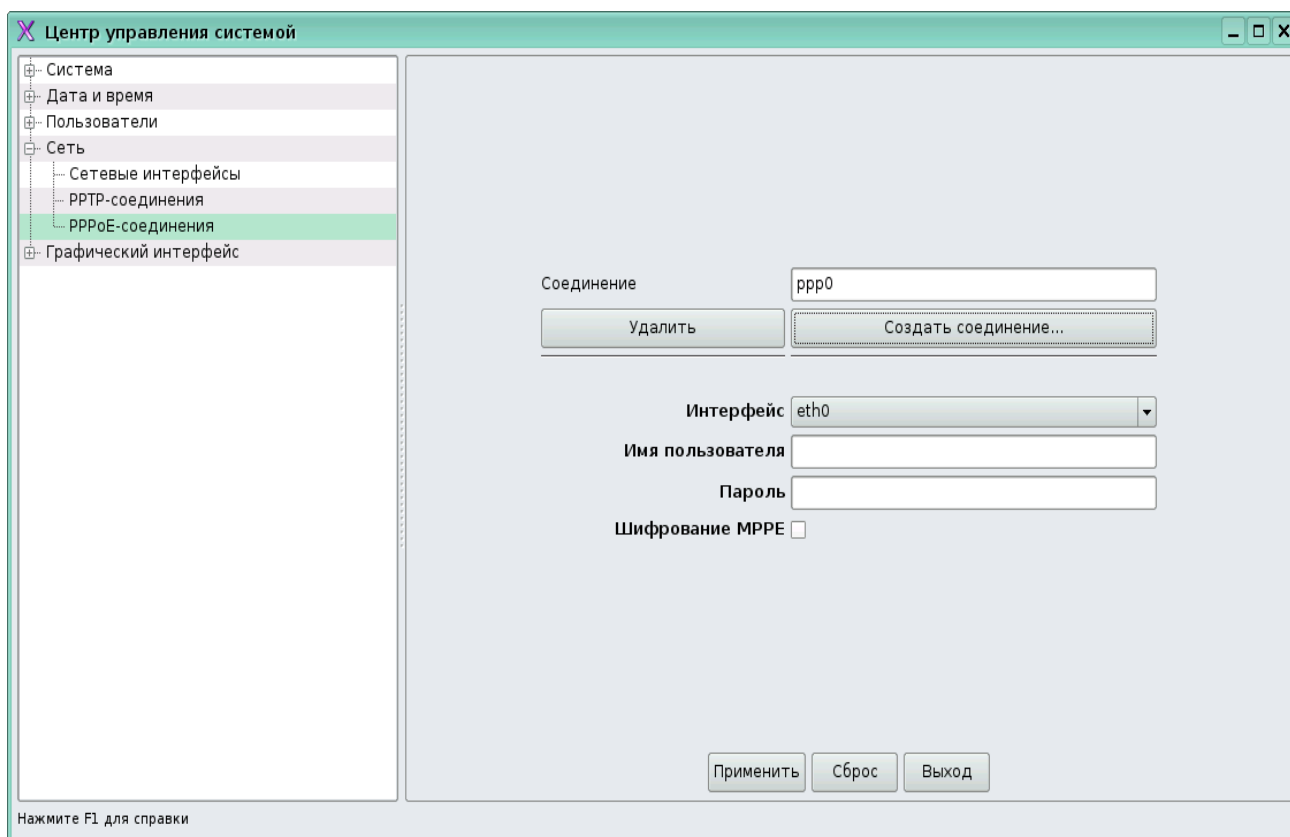 Центр управления системой
Система
Дата и время
Пользователи
Сеть
Сетевые интерфейсы
PPTP-соединения
PPPoE-соединения
Графический интерфейс
Соединение ppp0
Удалить Создать соединение...
Интерфейс eth0
Имя пользователя
Пароль
Шифрование MPPE
Применить Сброс Выход
Нажмите F1 для справки